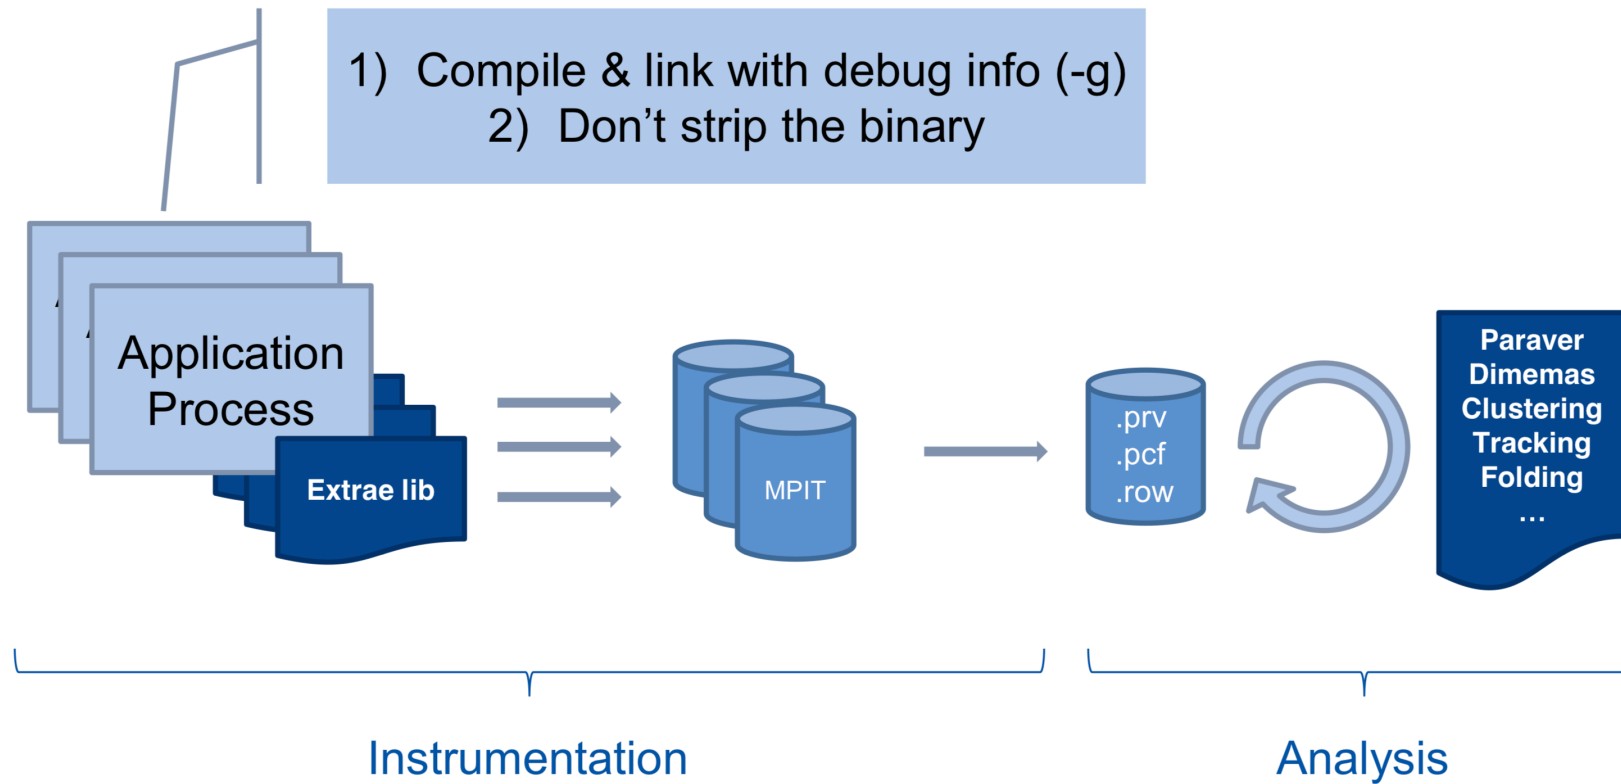 1) Compile & link with debug info (-g)
2) Don’t strip the binary
Application
Process
Extrae lib
MPIT
.prv
.pcf
.row
Paraver
Dimemas
Clustering
Tracking
Folding
...
Instrumentation
Analysis